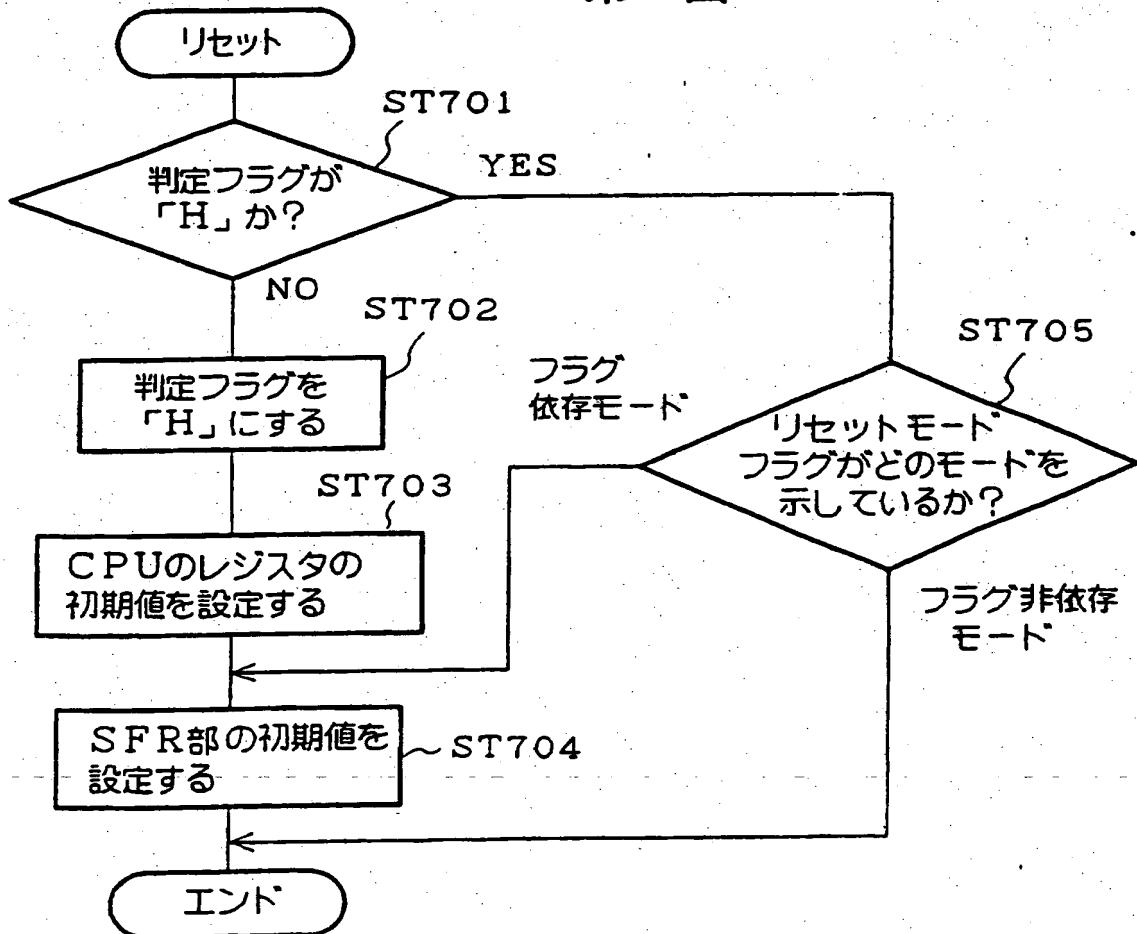 リセット
ST701
判定フラグが
「H」か？
YES
NO
ST702
判定フラグを
「H」にする
ST703
CPUのレジスタの
初期値を設定する
SFR部の初期値を
設定する
ST704
エンド
フラグ
依存モード
ST705
リセットモード
フラグがどのモードを
示しているか？
フラグ非依存
モード